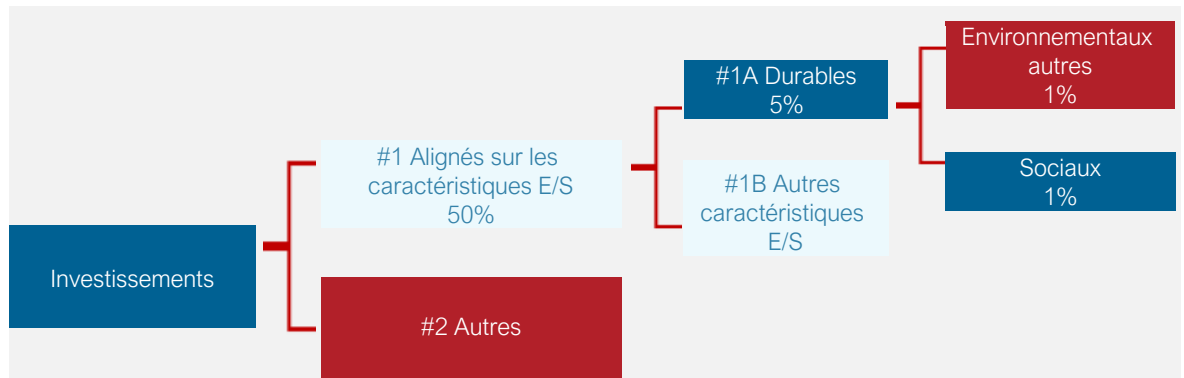 Investissements
#1 Alignés sur les
caractéristiques E/S
50%
#2 Autres
#1A Durables
5%
#1B Autres
caractéristiques
E/S
Environnementaux
autres
1%
Sociaux
1%